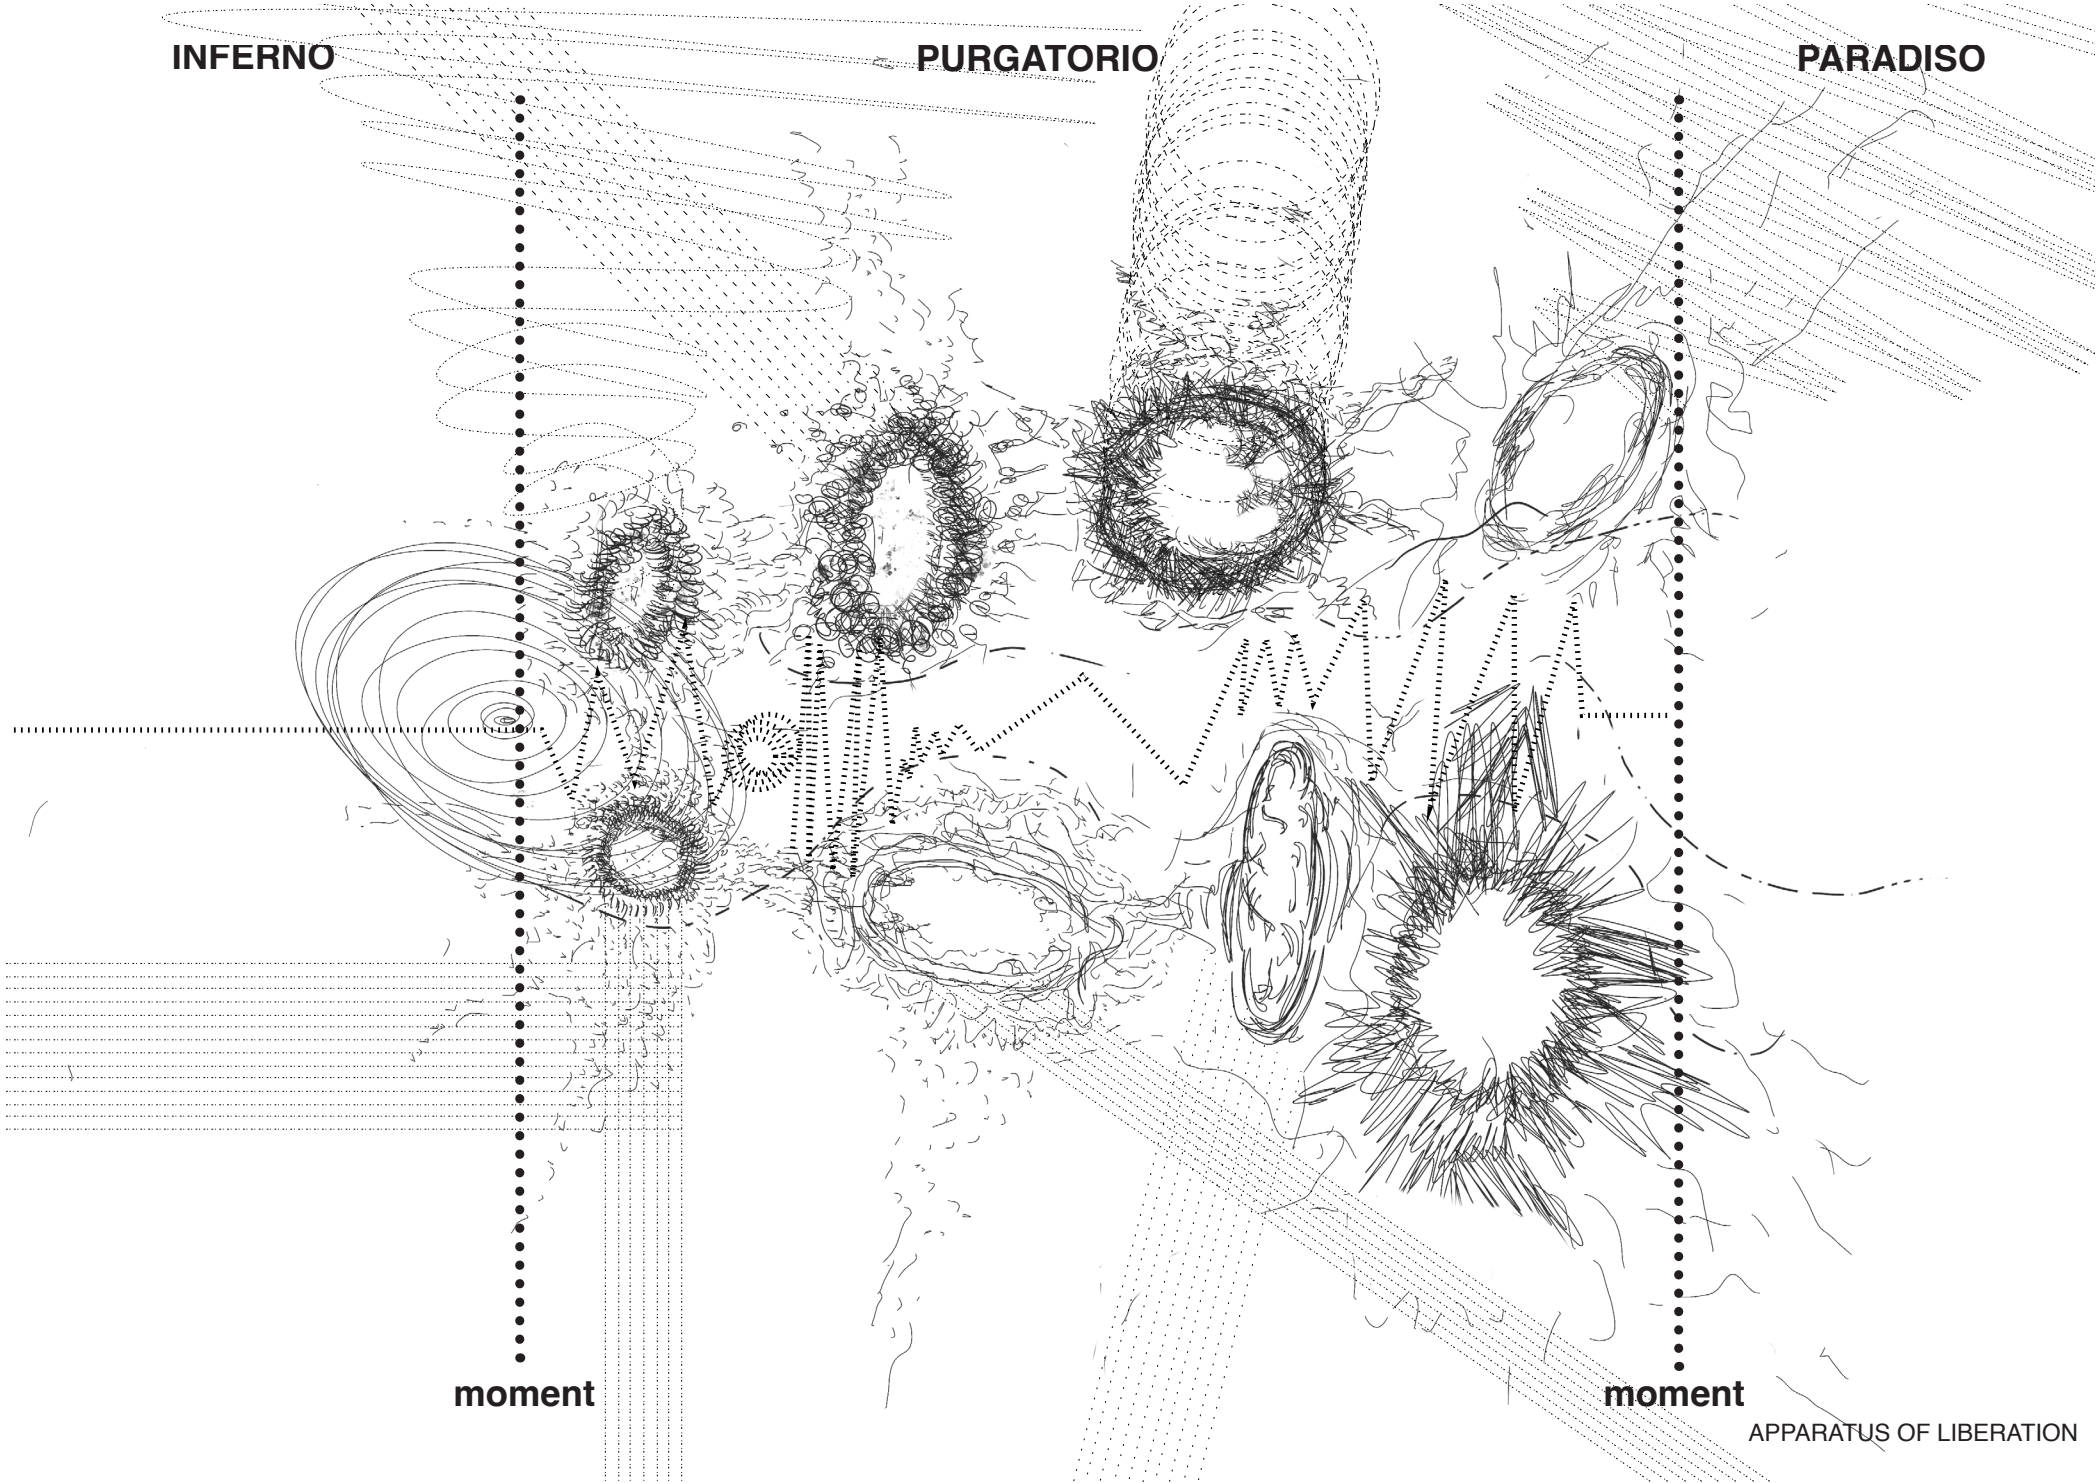 INFERNO
PURGATORIO
PARADISO
moment
moment
APPARATUS OF LIBERATION